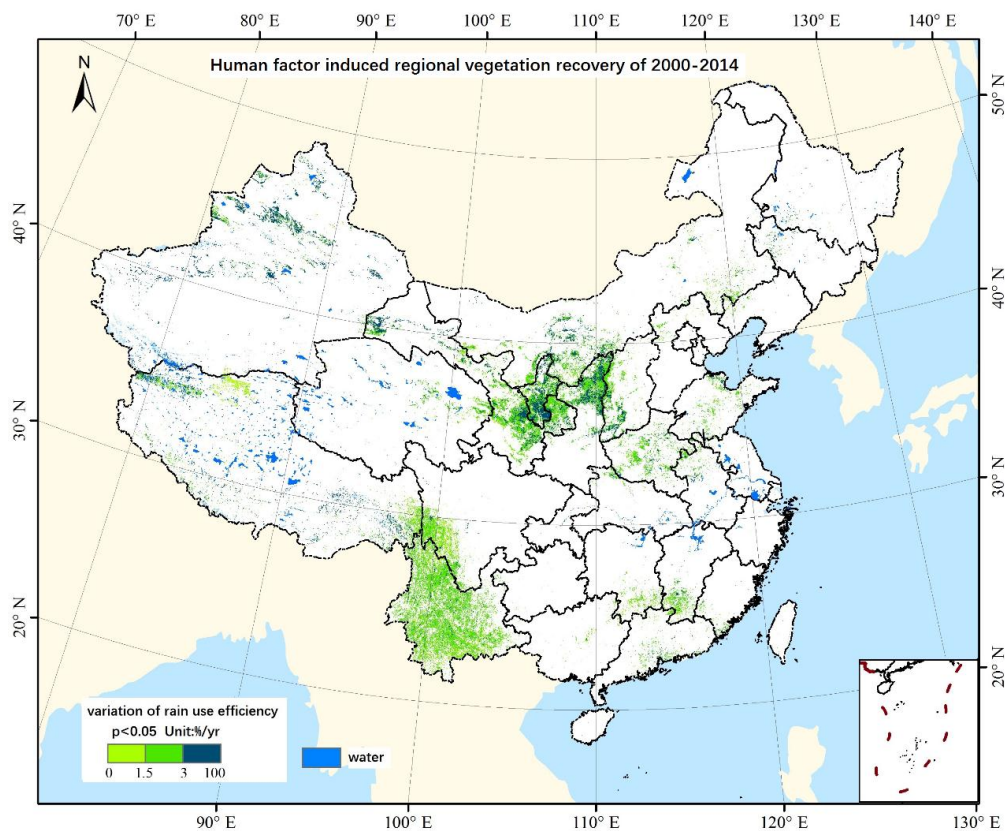 70° E 80° E 90° E 100° E 110° E 120° E 130° E 140° E
N
Human factor induced regional vegetation recovery of 2000-2014
50° N
40° N
40° N
30° N
30° N
20° N
20° N
variation of rain use efficiency
p<0.05 Unit:%/yr
0 1.5 3 100
water
90° E 100° E 110° E 120° E 130° E